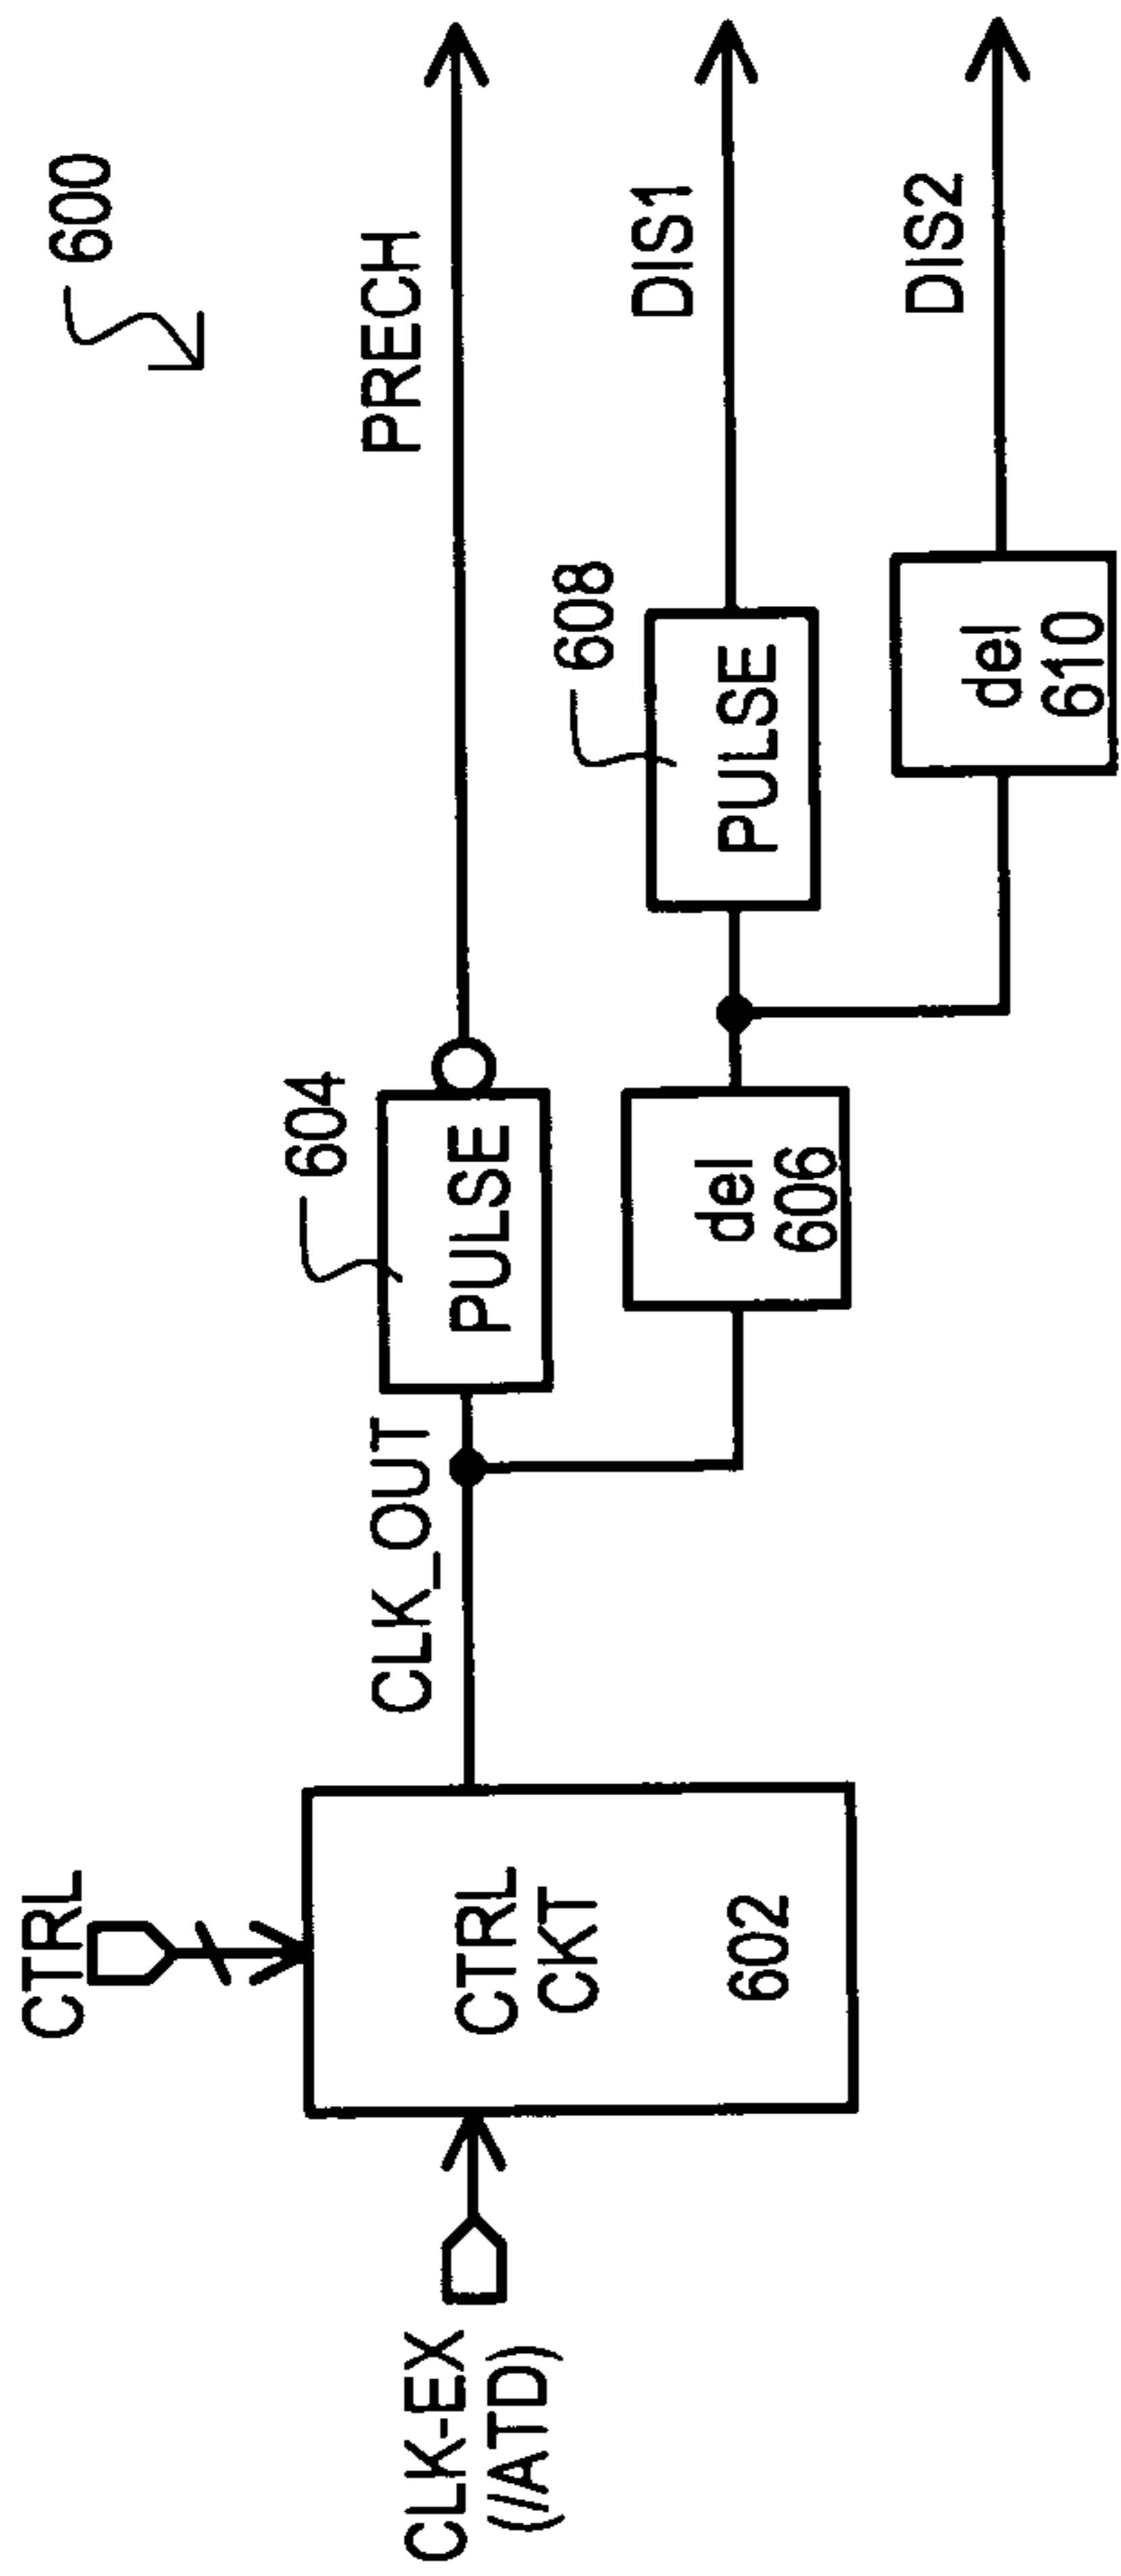 600
CTRL
CLK-EX
(/ATD)
CTRL
CKT
602
CLK_OUT
604
PULSE
PRECH
del
606
608
PULSE
DIS1
del
610
DIS2